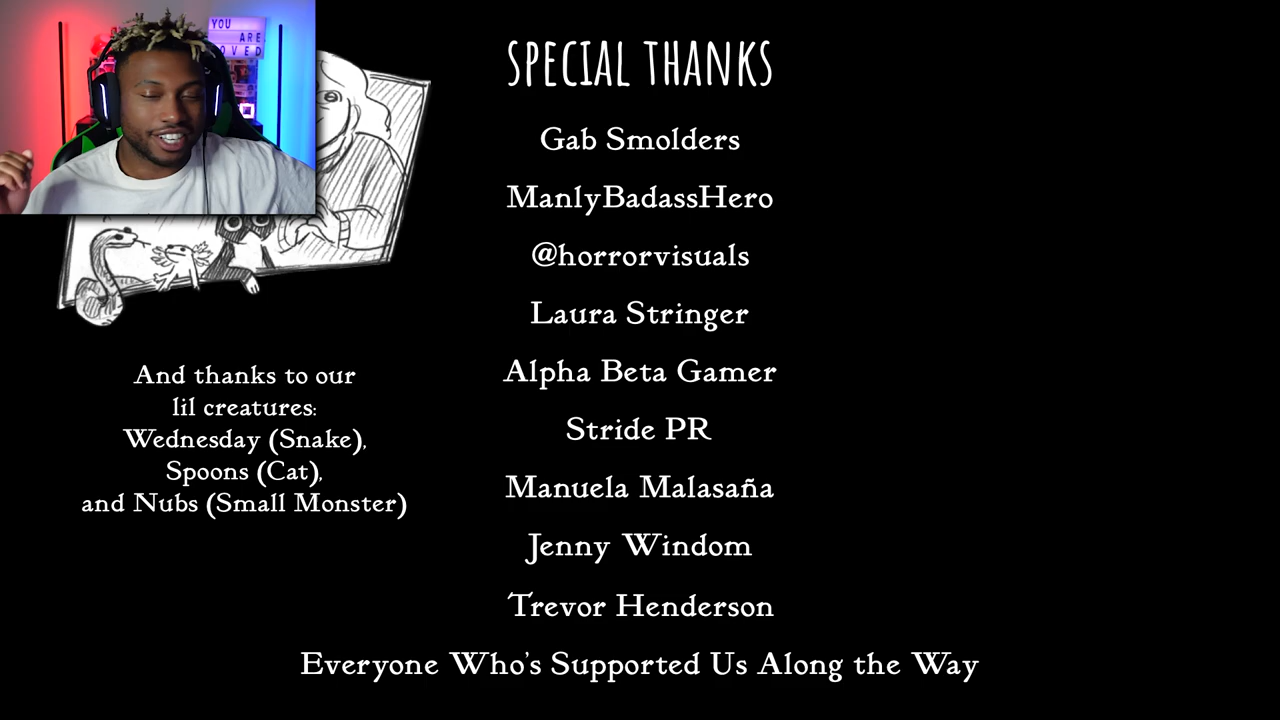 YOU
ARE
LOVED
SPECIAL THANKS
Gab Smolders
ManlyBadassHero
@horrorvisuals
Laura Stringer
Alpha Beta Gamer
Stride PR
Manuela Malasaña
Jenny Windom
Trevor Henderson
Everyone Who's Supported Us Along the Way
And thanks to our
lil creatures:
Wednesday (Snake),
Spoons (Cat),
and Nubs (Small Monster)